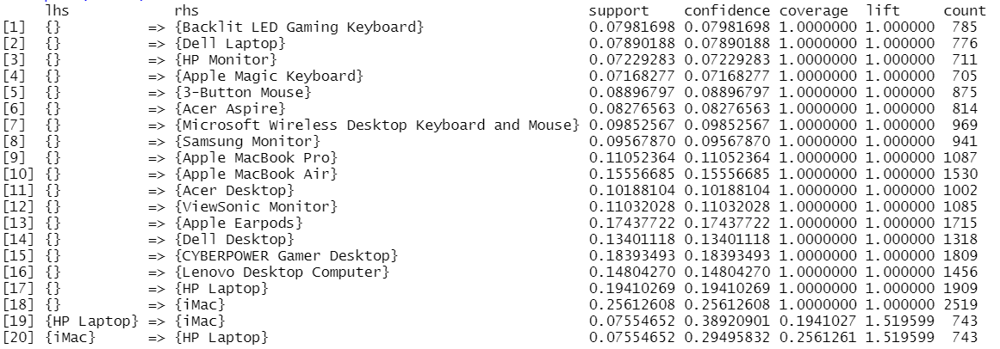 lhs rhs support confidence coverage lift count
[1] {} => {Backlit LED Gaming Keyboard} 0.07981698 0.07981698 1.0000000 1.000000 785
[2] {} => {Dell Laptop} 0.07890188 0.07890188 1.0000000 1.000000 776
[3] {} => {HP Monitor} 0.07229283 0.07229283 1.0000000 1.000000 711
[4] {} => {Apple Magic Keyboard} 0.07168277 0.07168277 1.0000000 1.000000 705
[5] {} => {3-Button Mouse} 0.08896797 0.08896797 1.0000000 1.000000 875
[6] {} => {Acer Aspire} 0.08276563 0.08276563 1.0000000 1.000000 814
[7] {} => {Microsoft Wireless Desktop Keyboard and Mouse} 0.09852567 0.09852567 1.0000000 1.000000 969
[8] {} => {Samsung Monitor} 0.09567870 0.09567870 1.0000000 1.000000 941
[9] {} => {Apple MacBook Pro} 0.11052364 0.11052364 1.0000000 1.000000 1087
[10] {} => {Apple MacBook Air} 0.15556685 0.15556685 1.0000000 1.000000 1530
[11] {} => {Acer Desktop} 0.10188104 0.10188104 1.0000000 1.000000 1002
[12] {} => {ViewSonic Monitor} 0.11032028 0.11032028 1.0000000 1.000000 1085
[13] {} => {Apple Earpods} 0.17437722 0.17437722 1.0000000 1.000000 1715
[14] {} => {Dell Desktop} 0.13401118 0.13401118 1.0000000 1.000000 1318
[15] {} => {CYBERPOWER Gamer Desktop} 0.18393493 0.18393493 1.0000000 1.000000 1809
[16] {} => {Lenovo Desktop Computer} 0.14804270 0.14804270 1.0000000 1.000000 1456
[17] {} => {HP Laptop} 0.19410269 0.19410269 1.0000000 1.000000 1909
[18] {} => {iMac} 0.25612608 0.25612608 1.0000000 1.000000 2519
[19] {HP Laptop} => {iMac} 0.07554652 0.38920901 0.1941027 1.519599 743
[20] {iMac} => {HP Laptop} 0.07554652 0.29495832 0.2561261 1.519599 743